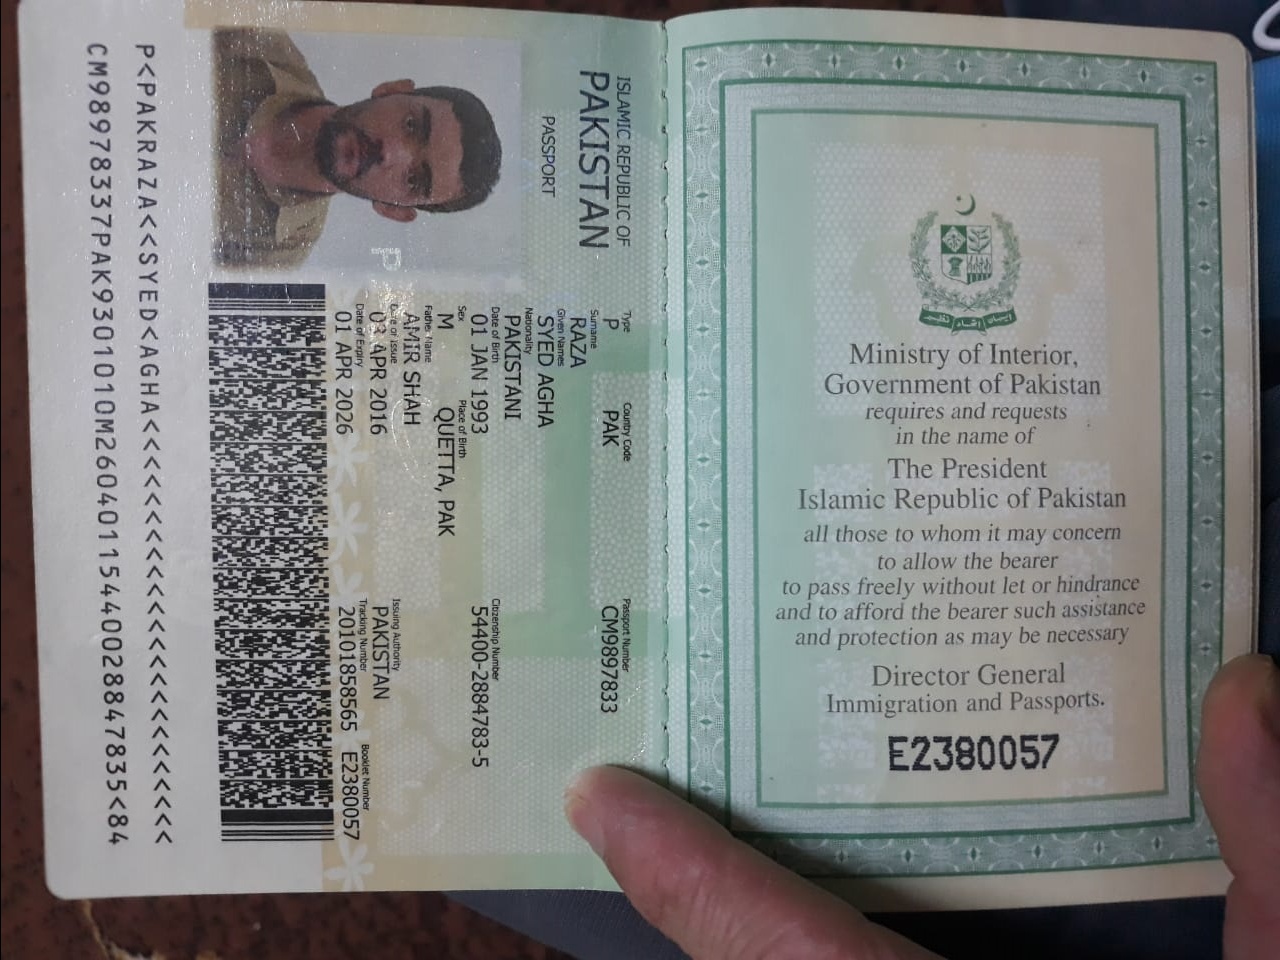 ISLAMIC REPUBLIC OF
PAKISTAN
PASSPORT
Type Country Code Passport Number
P PAK CM9897833
Surname
RAZA
Given Names
SYED AGHA
Nationality
PAKISTANI
Date of Birth Citizenship Number
01 JAN 1993 54400-2884783-5
Sex Place of Birth
M QUETTA, PAK
Father Name
AMIR SHAH
Date of Issue Issuing Authority
APR 2016 PAKISTAN
Date of Expiry Tracking Number Booklet Number
01 APR 2026 20101858565 E2380057
P<PAKRAZA<<SYED<AGHA<<<<<<<<<<<<<<<<<<<<<<<<
CM98978337PAK9301010M26040115440028847835<84
ایمان اتحاد تنظیم
Ministry of Interior,
Government of Pakistan
requires and requests
in the name of
The President
Islamic Republic of Pakistan
all those to whom it may concern
to allow the bearer
to pass freely without let or hindrance
and to afford the bearer such assistance
and protection as may be necessary
Director General
Immigration and Passports.
E2380057